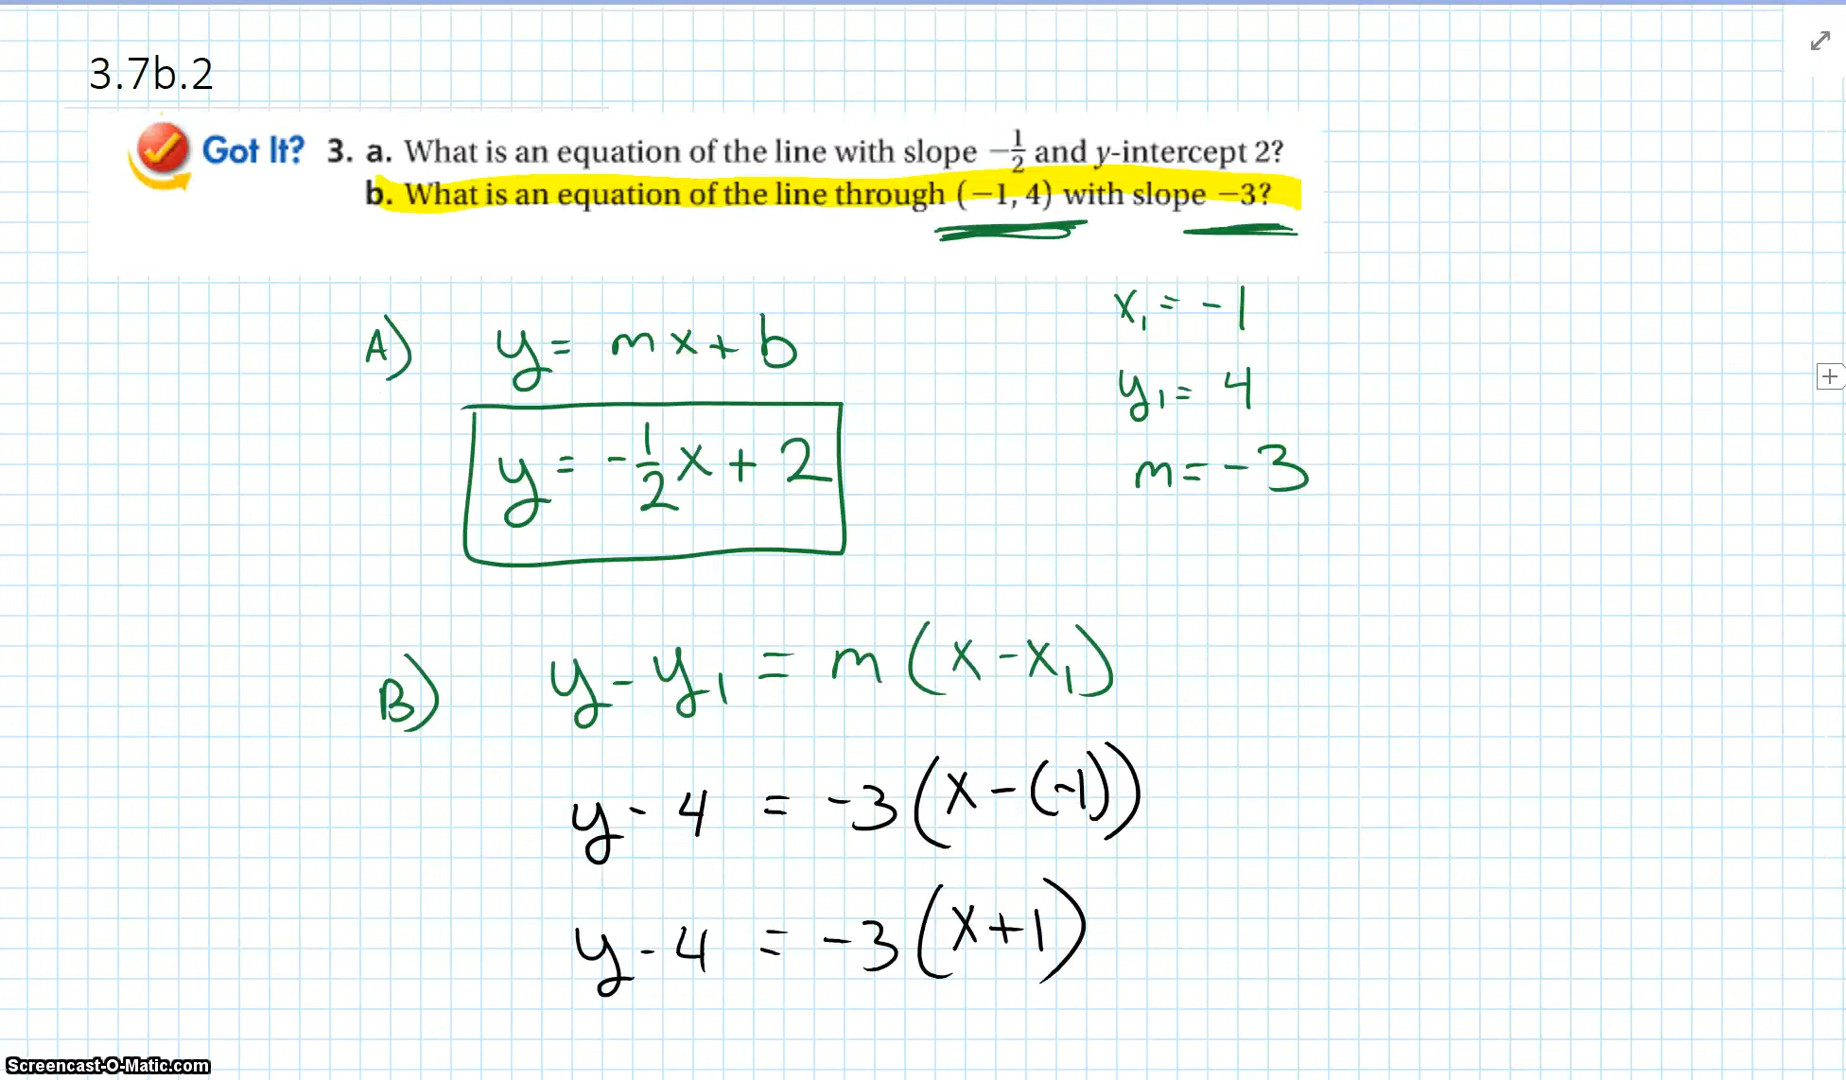 3.7b.2
Got It? 3. a. What is an equation of the line with slope −1/2 and y-intercept 2?
b. What is an equation of the line through (−1, 4) with slope −3?
x₁ = -1
A) y = mx + b
y₁ = 4
y = -1/2 x + 2
m = -3
B) y - y₁ = m(x - x₁)
y - 4 = -3(x - (-1))
y - 4 = -3(x + 1)
Screencast-O-Matic.com